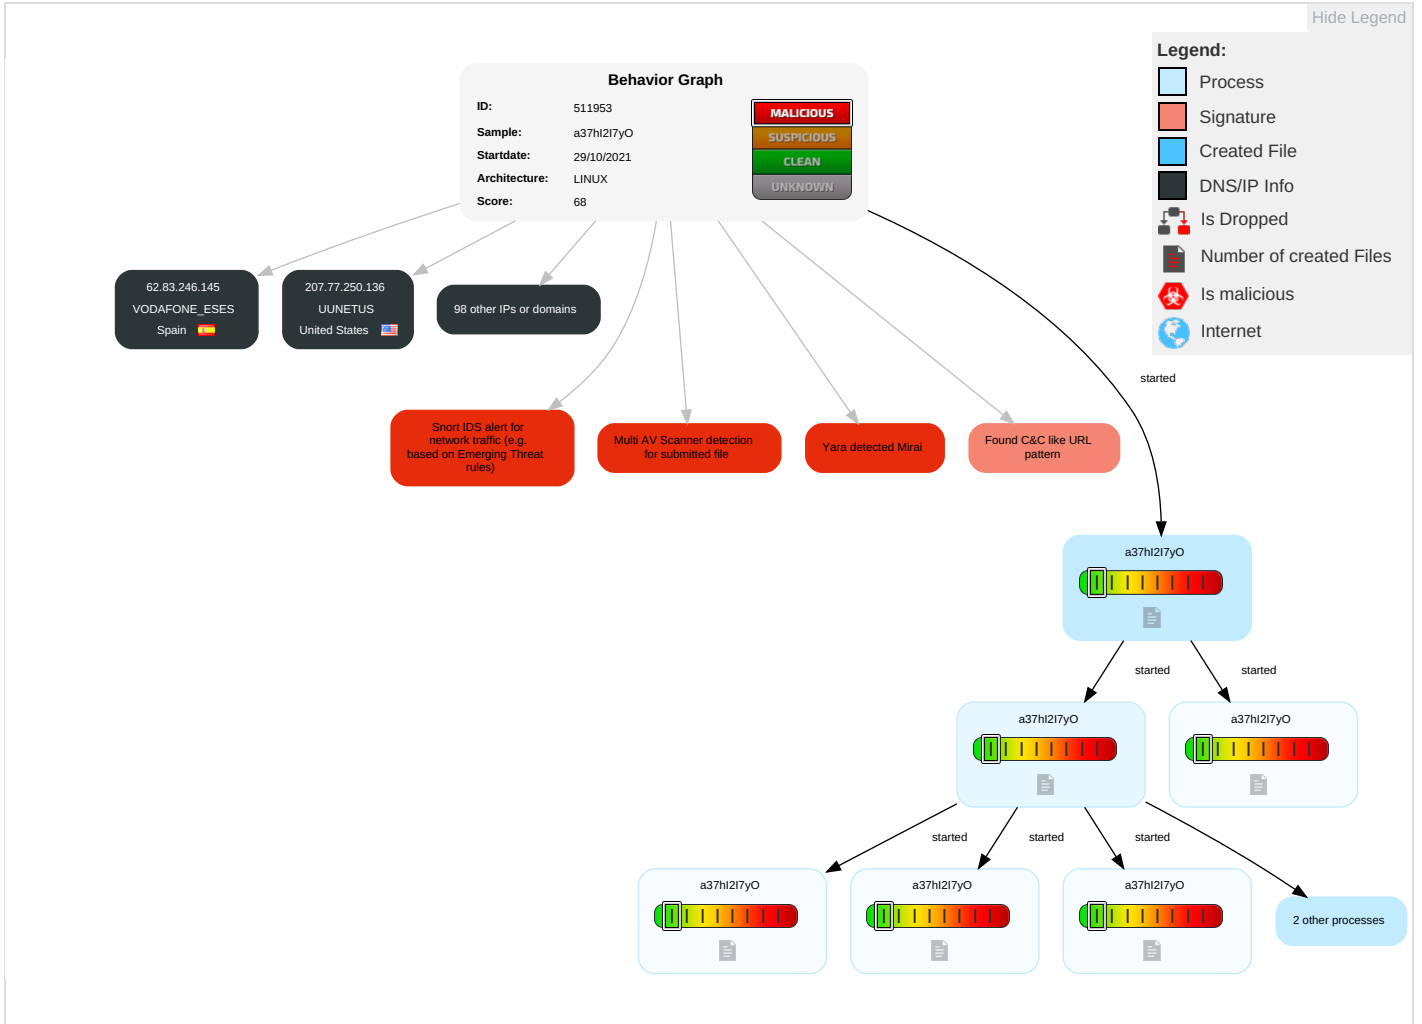 Hide Legend
Legend:
Process
Signature
Created File
DNS/IP Info
Is Dropped
Number of created Files
Is malicious
Internet
Behavior Graph
ID: 511953
Sample: a37hI2I7yO
Startdate: 29/10/2021
Architecture: LINUX
Score: 68
MALICIOUS
SUSPICIOUS
CLEAN
UNKNOWN
62.83.246.145
VODAFONE_ESES
Spain
207.77.250.136
UUNETUS
United States
98 other IPs or domains
started
Snort IDS alert for
network traffic (e.g.
based on Emerging Threat
rules)
Multi AV Scanner detection
for submitted file
Yara detected Mirai
Found C&C like URL
pattern
a37hI2I7yO
started
started
a37hI2I7yO
a37hI2I7yO
started
started
started
a37hI2I7yO
a37hI2I7yO
a37hI2I7yO
2 other processes